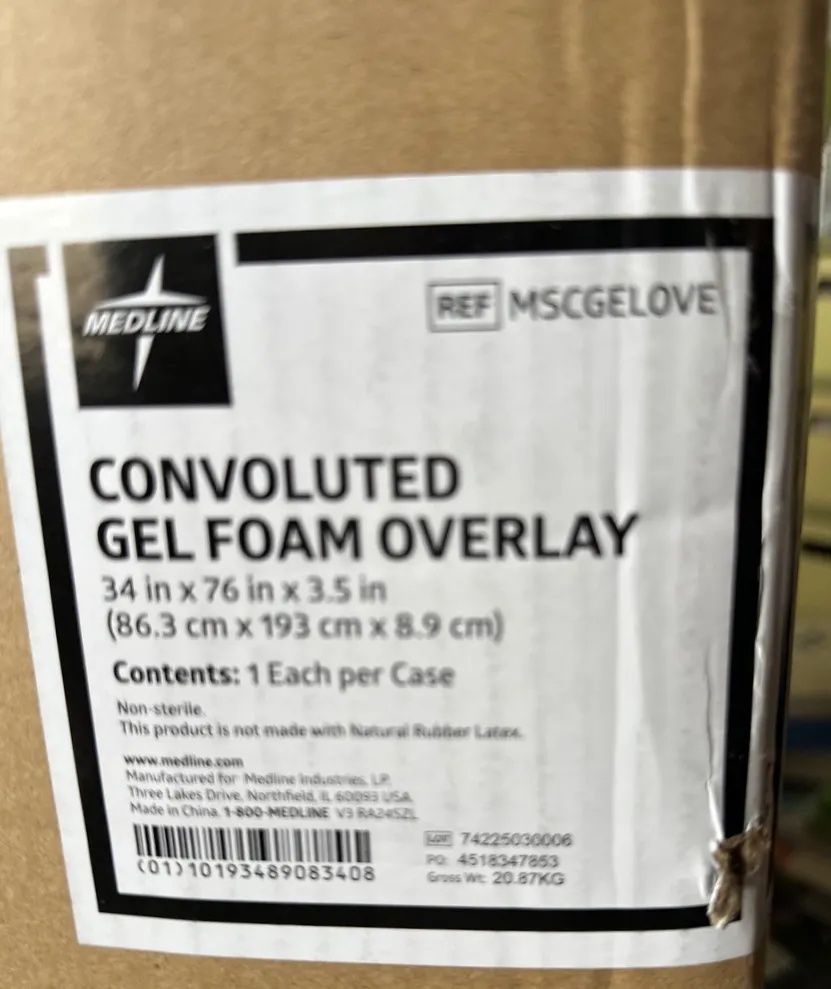 MEDLINE
REF MSCGELOVE
CONVOLUTED
GEL FOAM OVERLAY
34 in x 76 in x 3.5 in
(86.3 cm x 193 cm x 8.9 cm)
Contents: 1 Each per Case
Non-sterile.
This product is not made with Natural Rubber Latex.
www.medline.com
Manufactured for Medline Industries, LP.
Three Lakes Drive, Northfield, IL 60093 USA.
Made in China. 1-800-MEDLINE V3 RA24SZL
LOT 74225030006
PO: 4518347853
Gross Wt: 20.87KG
(01)10193489083408